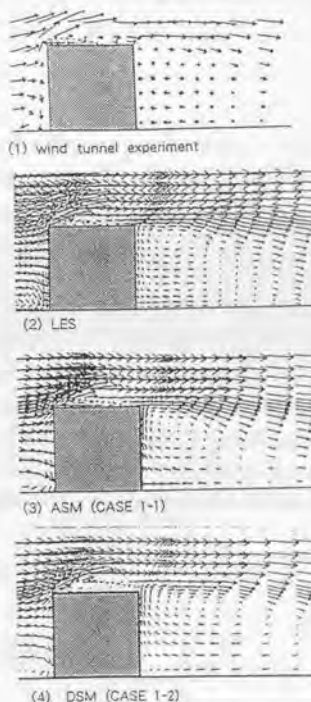 (1) wind tunnel experiment
(2) LES
(3) ASM (CASE 1-1)
(4) DSM (CASE 1-2)